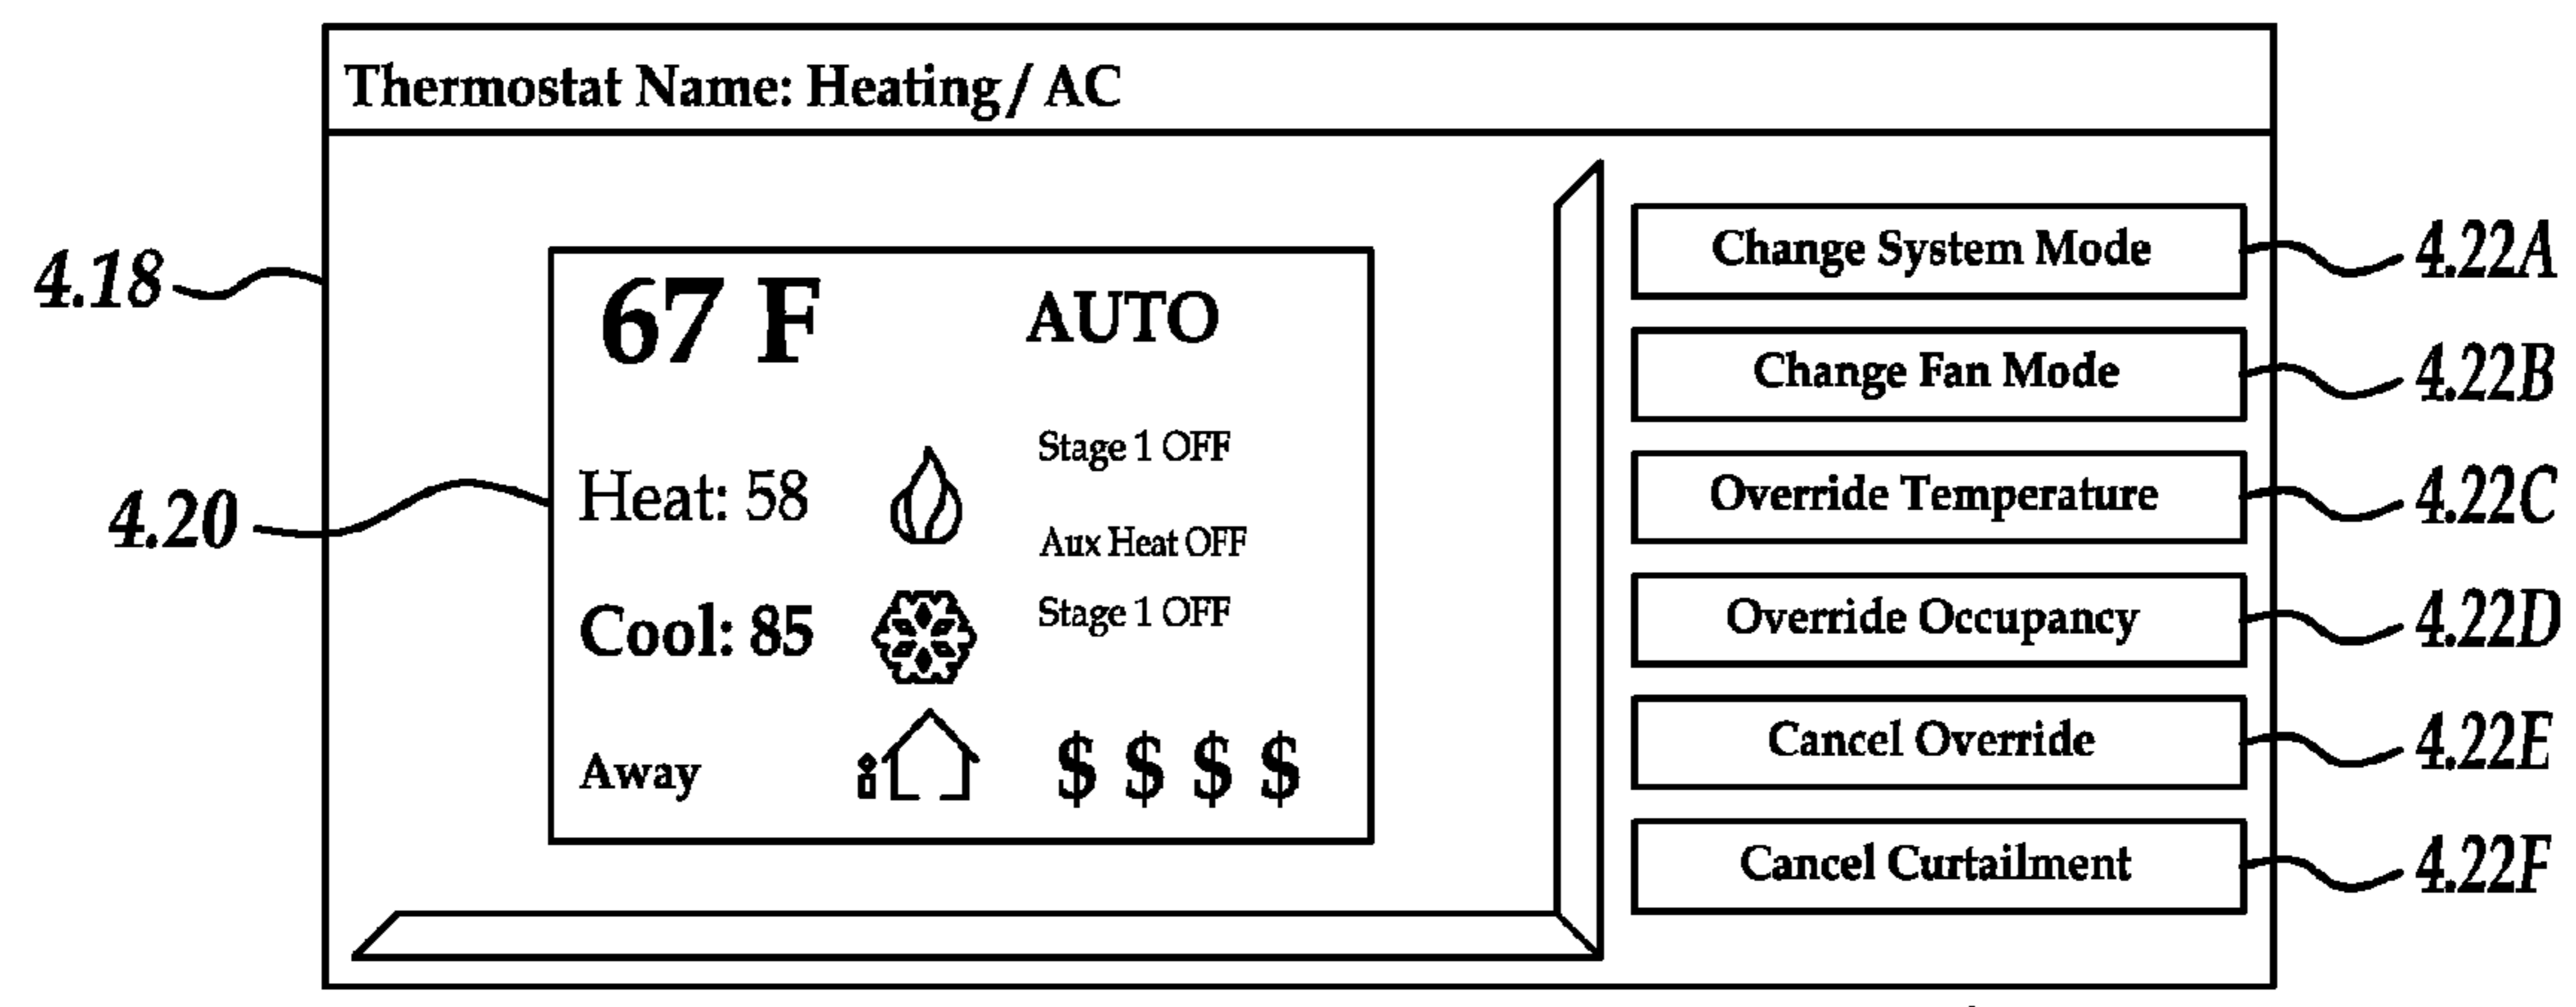 Thermostat Name: Heating / AC
4.18
4.20
67 F AUTO
Heat: 58
Stage 1 OFF
Aux Heat OFF
Cool: 85
Stage 1 OFF
Away
$ $ $ $
Change System Mode 4.22A
Change Fan Mode 4.22B
Override Temperature 4.22C
Override Occupancy 4.22D
Cancel Override 4.22E
Cancel Curtailment 4.22F